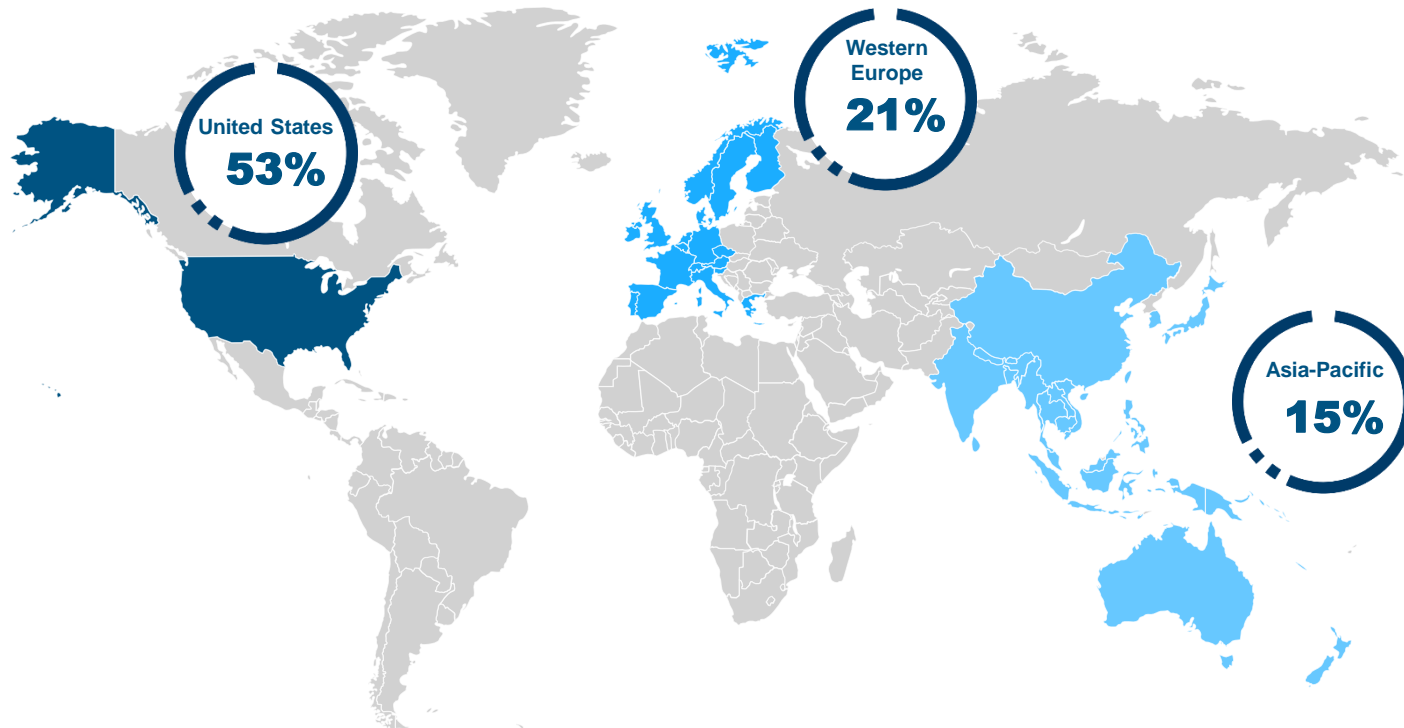 United States
53%
Western
Europe
21%
Asia-Pacific
15%